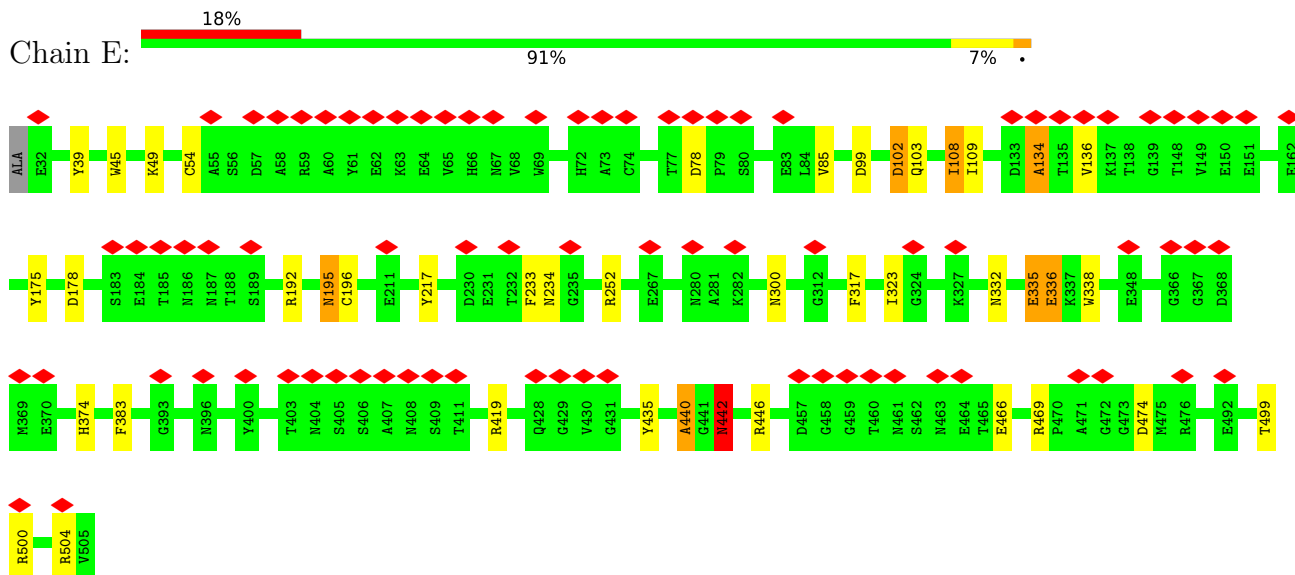 18%
Chain E:
91% 7% •
ALA E32 Y39 W45 K49 C54 A55 S56 D57 A58 R59 A60 Y61 E62 K63 E64 V65 H66 N67 V68 W69 H72 A73 C74 T77 D78 P79 S80 E83 L84 V85 D99 D102 Q103 I108 I109 D133 A134 T135 V136 K137 T138 G139 T148 V149 E150 E151 E162
Y175 D178 S183 E184 T185 N186 N187 T188 S189 R192 N195 C196 E211 Y217 D230 E231 T232 F233 N234 G235 R252 E267 N280 A281 K282 N300 G312 F317 I323 G324 K327 N332 E335 E336 K337 W338 E348 G366 G367 D368
M369 E370 H374 F383 G393 N396 Y400 T403 N404 S405 S406 A407 N408 S409 T411 R419 Q428 G429 V430 G431 Y435 A440 G441 N442 R446 D457 G458 G459 T460 N461 S462 N463 E464 T465 E466 R469 P470 A471 G472 G473 D474 M475 R476 E492 T499
R500 R504 V505